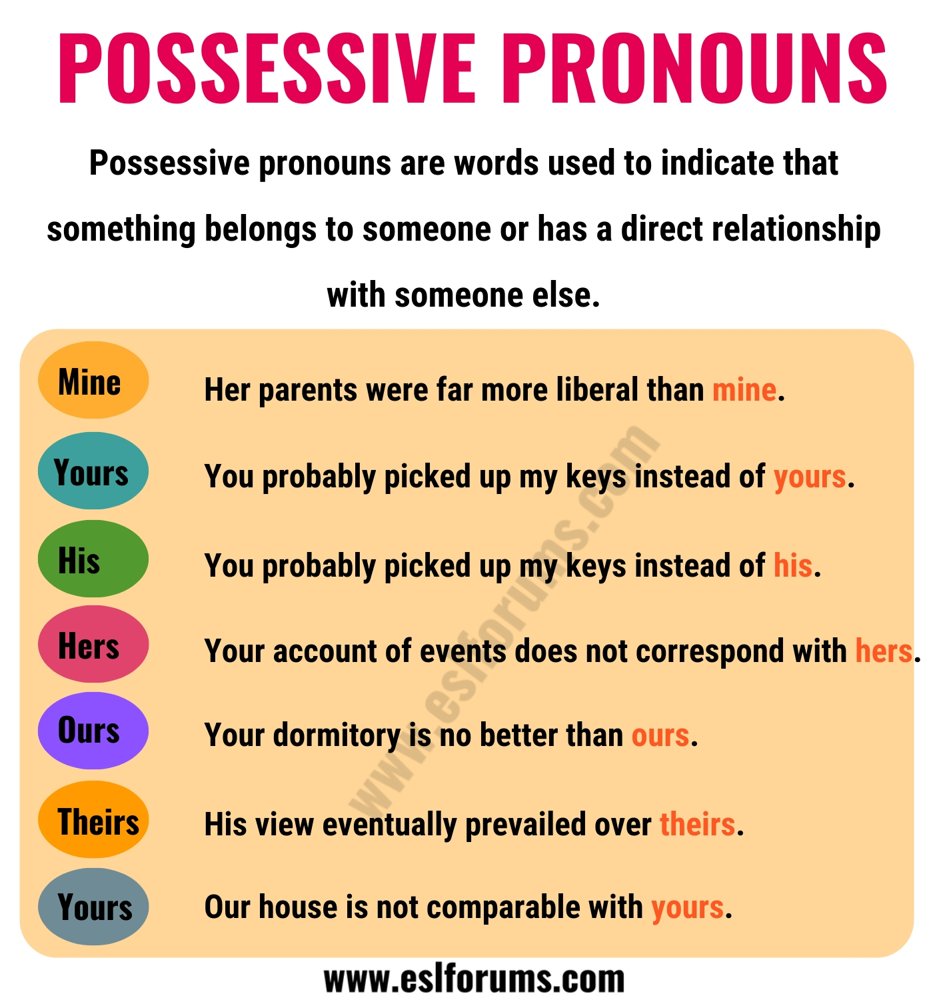 POSSESSIVE PRONOUNS
Possessive pronouns are words used to indicate that
something belongs to someone or has a direct relationship
with someone else.
Mine
Her parents were far more liberal than mine.
Yours
You probably picked up my keys instead of yours.
His
You probably picked up my keys instead of his.
Hers
Your account of events does not correspond with hers.
Ours
Your dormitory is no better than ours.
Theirs
His view eventually prevailed over theirs.
Yours
Our house is not comparable with yours.
www.eslforums.com
www.eslforums.com